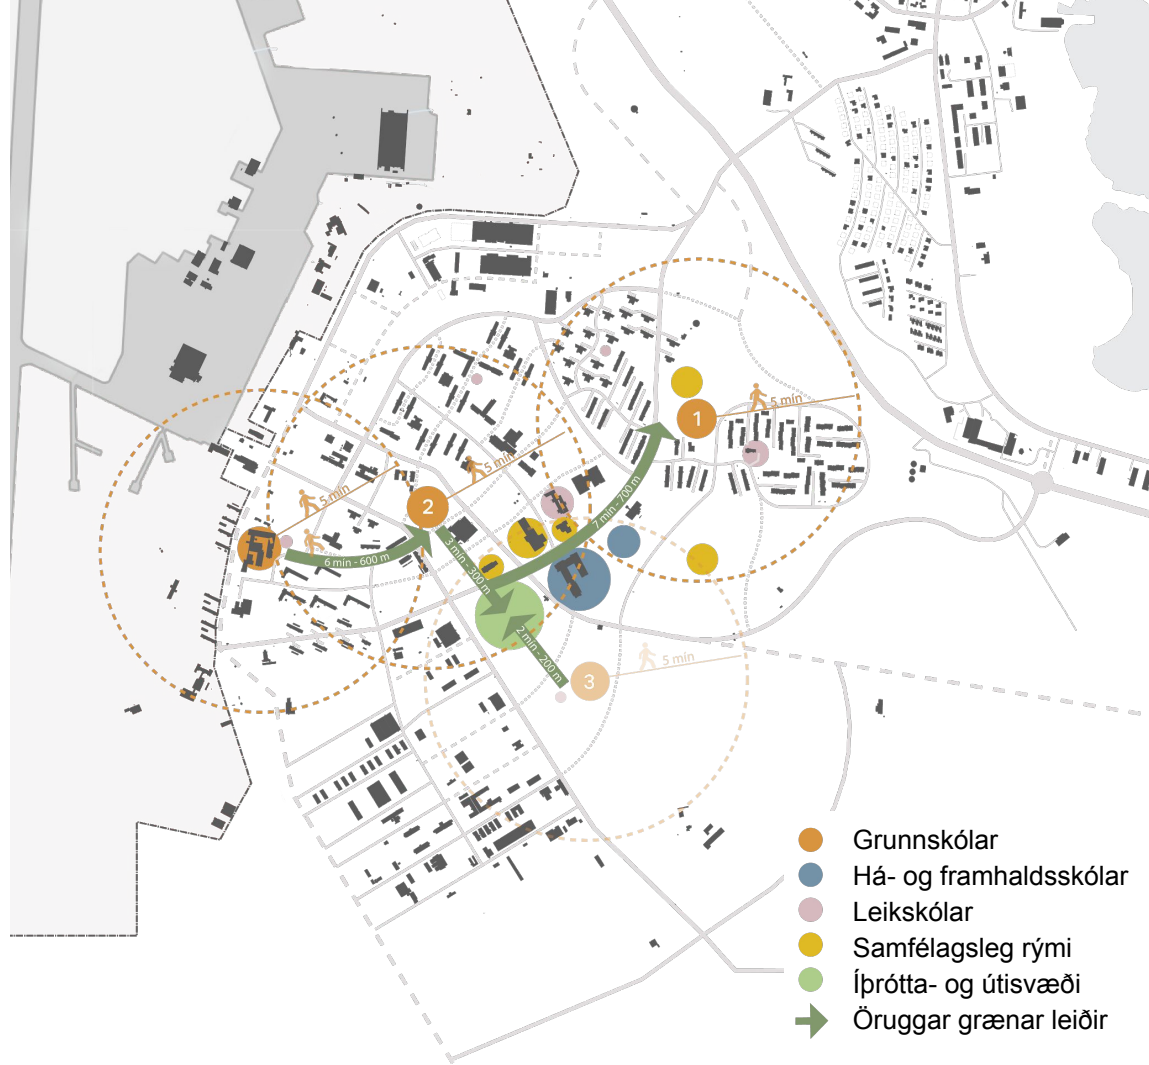 1
5 min
5 min
5 min
2
7 min - 700 m
6 min - 600 m
3 min - 300 m
2 min - 200 m
3
5 min
Grunnskólar
Há- og framhaldsskólar
Leikskólar
Samfélagsleg rými
Íþrótta- og útisvæði
Öruggar grænar leiðir